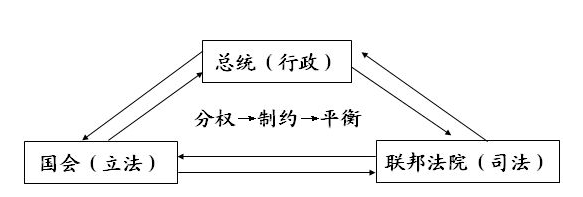 总统（行政）
分权→制约→平衡
国会（立法）
联邦法院（司法）